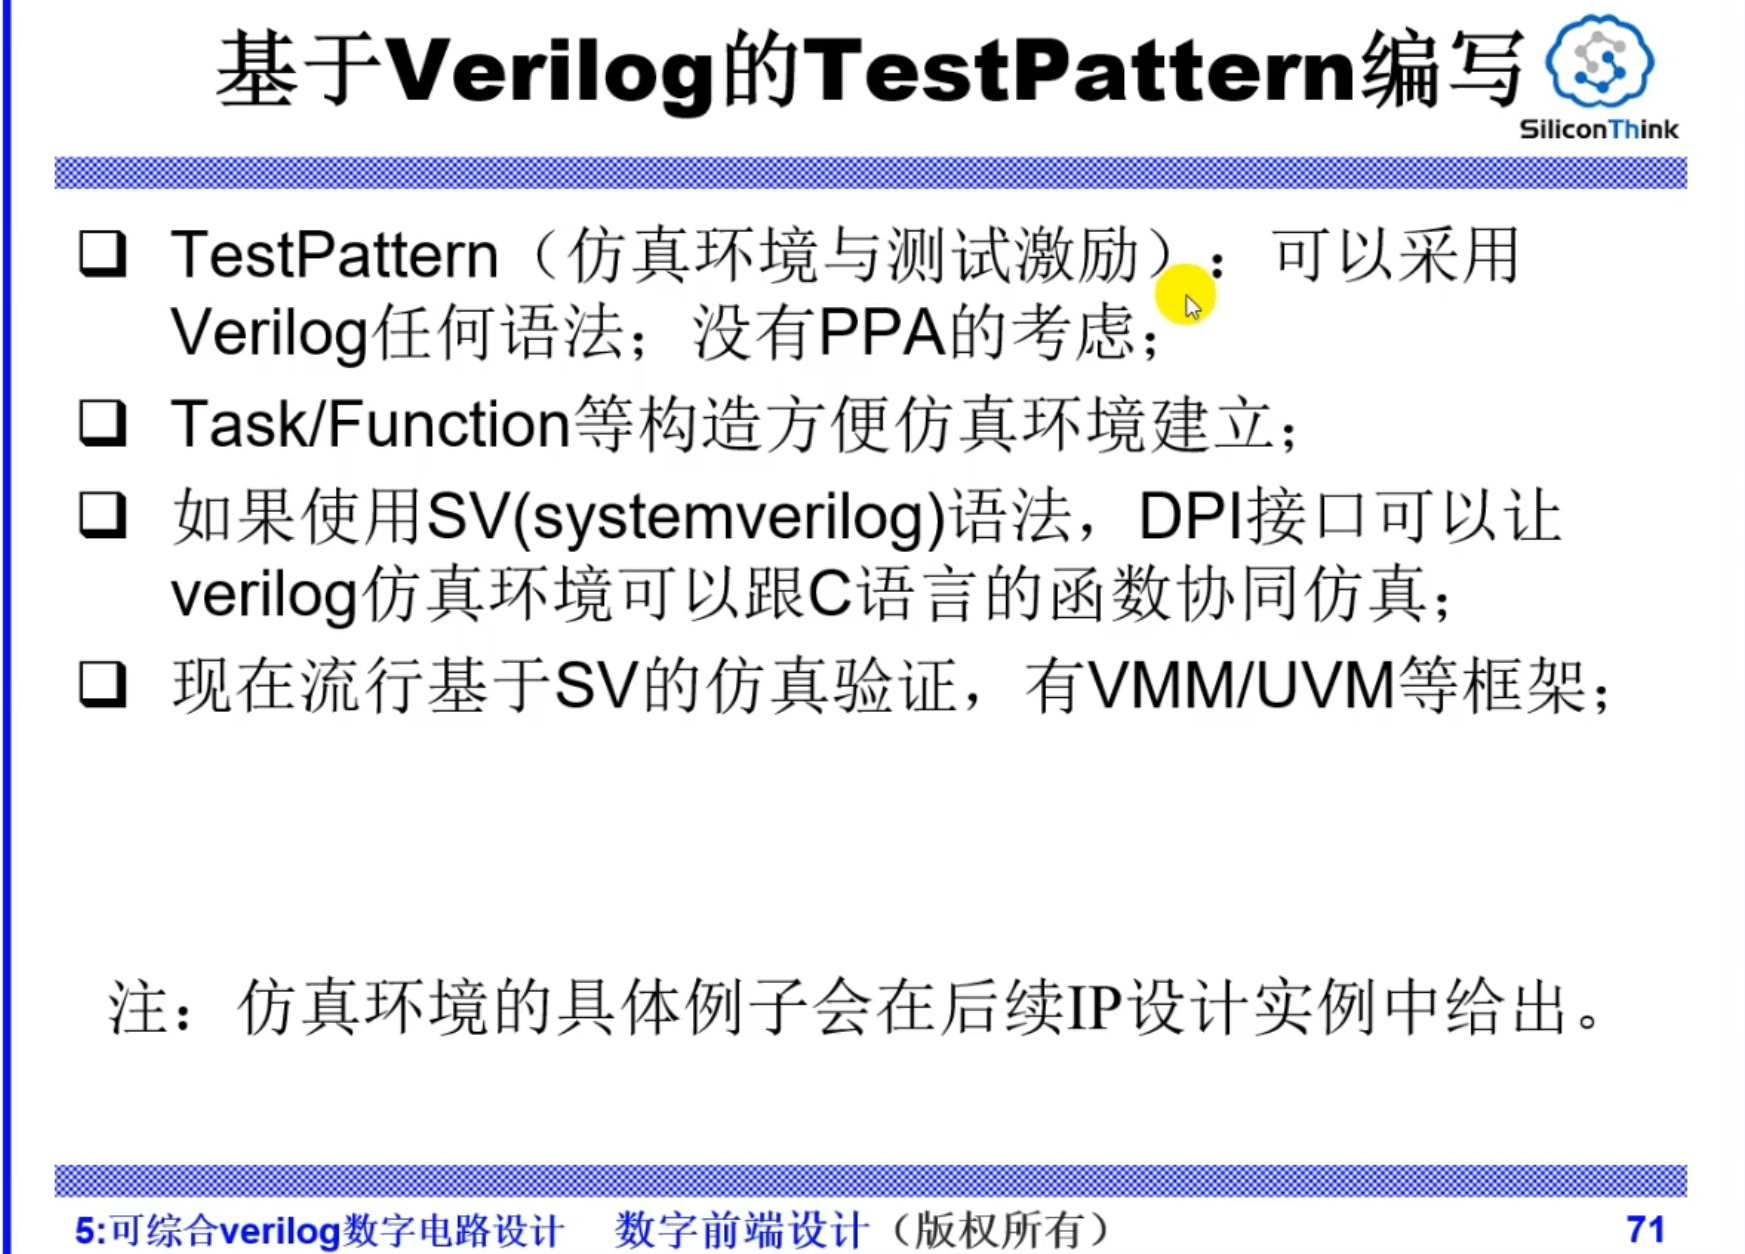 基于Verilog的TestPattern编写
SiliconThink
TestPattern（仿真环境与测试激励）：可以采用
Verilog任何语法；没有PPA的考虑；
Task/Function等构造方便仿真环境建立；
如果使用SV(systemverilog)语法，DPI接口可以让
verilog仿真环境可以跟C语言的函数协同仿真；
现在流行基于SV的仿真验证，有VMM/UVM等框架；
注：仿真环境的具体例子会在后续IP设计实例中给出。
5:可综合verilog数字电路设计 数字前端设计（版权所有） 71